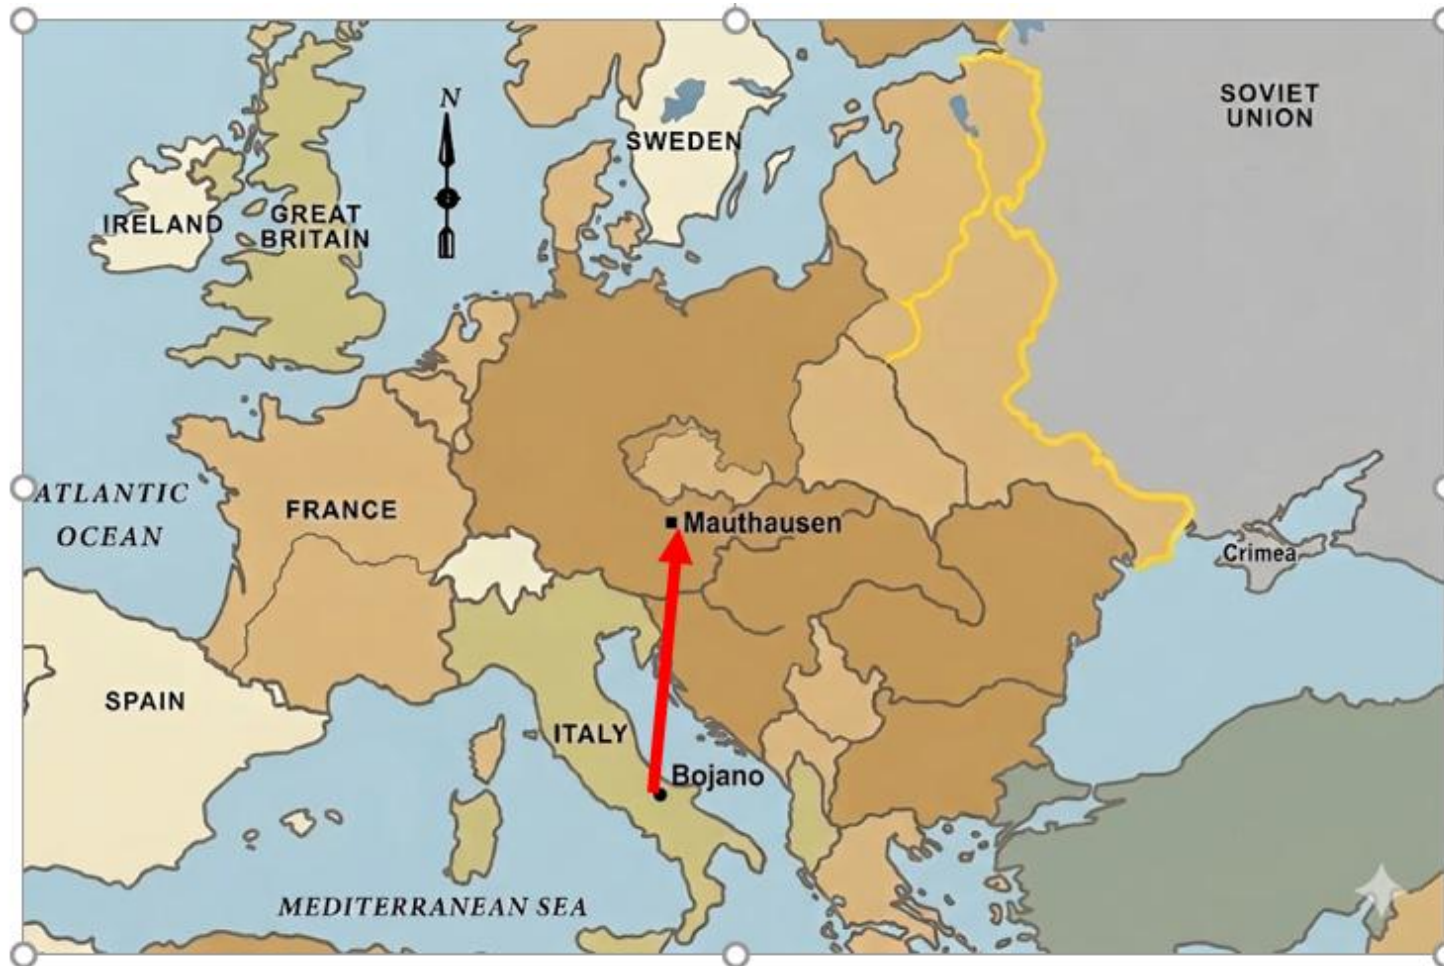 N
SOVIET
UNION
SWEDEN
IRELAND
GREAT
BRITAIN
ATLANTIC
OCEAN
FRANCE
Mauthausen
Crimea
SPAIN
ITALY
Bojano
MEDITERRANEAN SEA